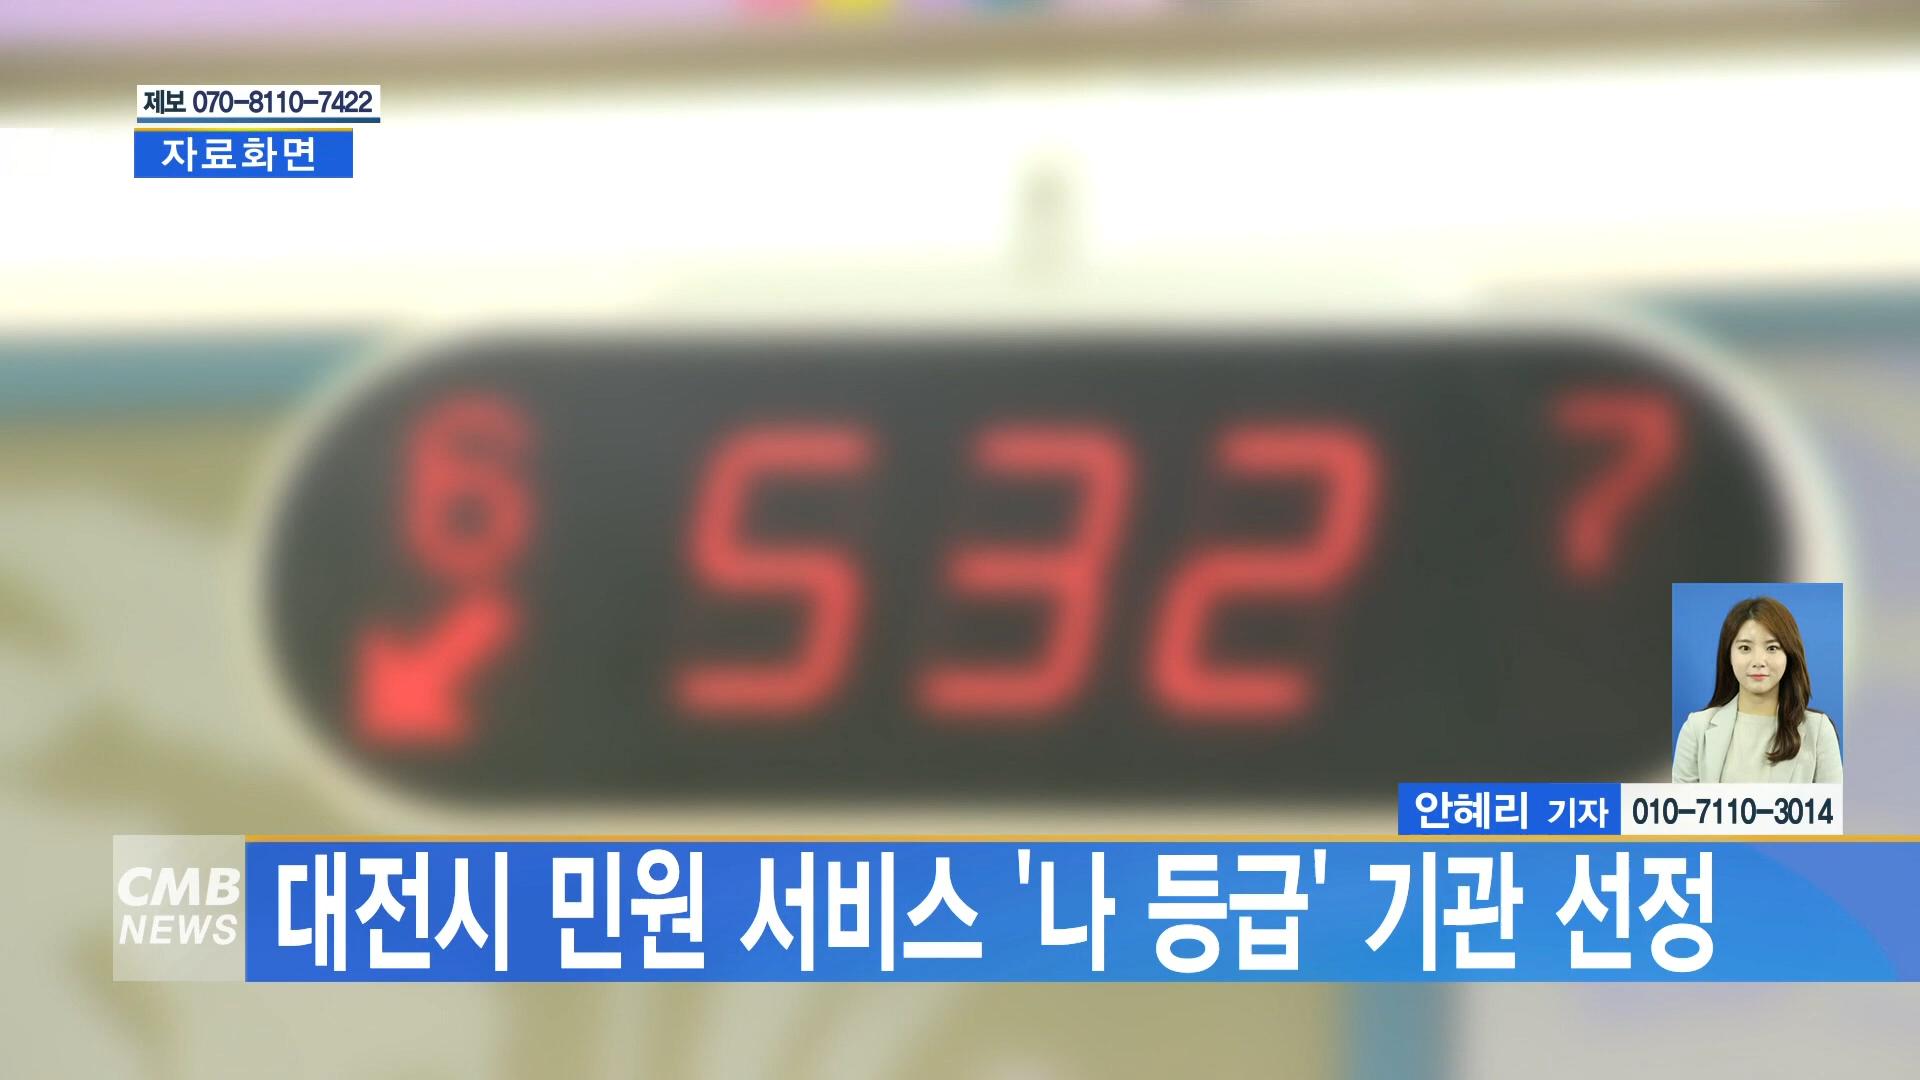 제보 070-8110-7422
자료화면
6 532 7
안혜리 기자 010-7110-3014
CMB NEWS
대전시 민원 서비스 '나 등급' 기관 선정